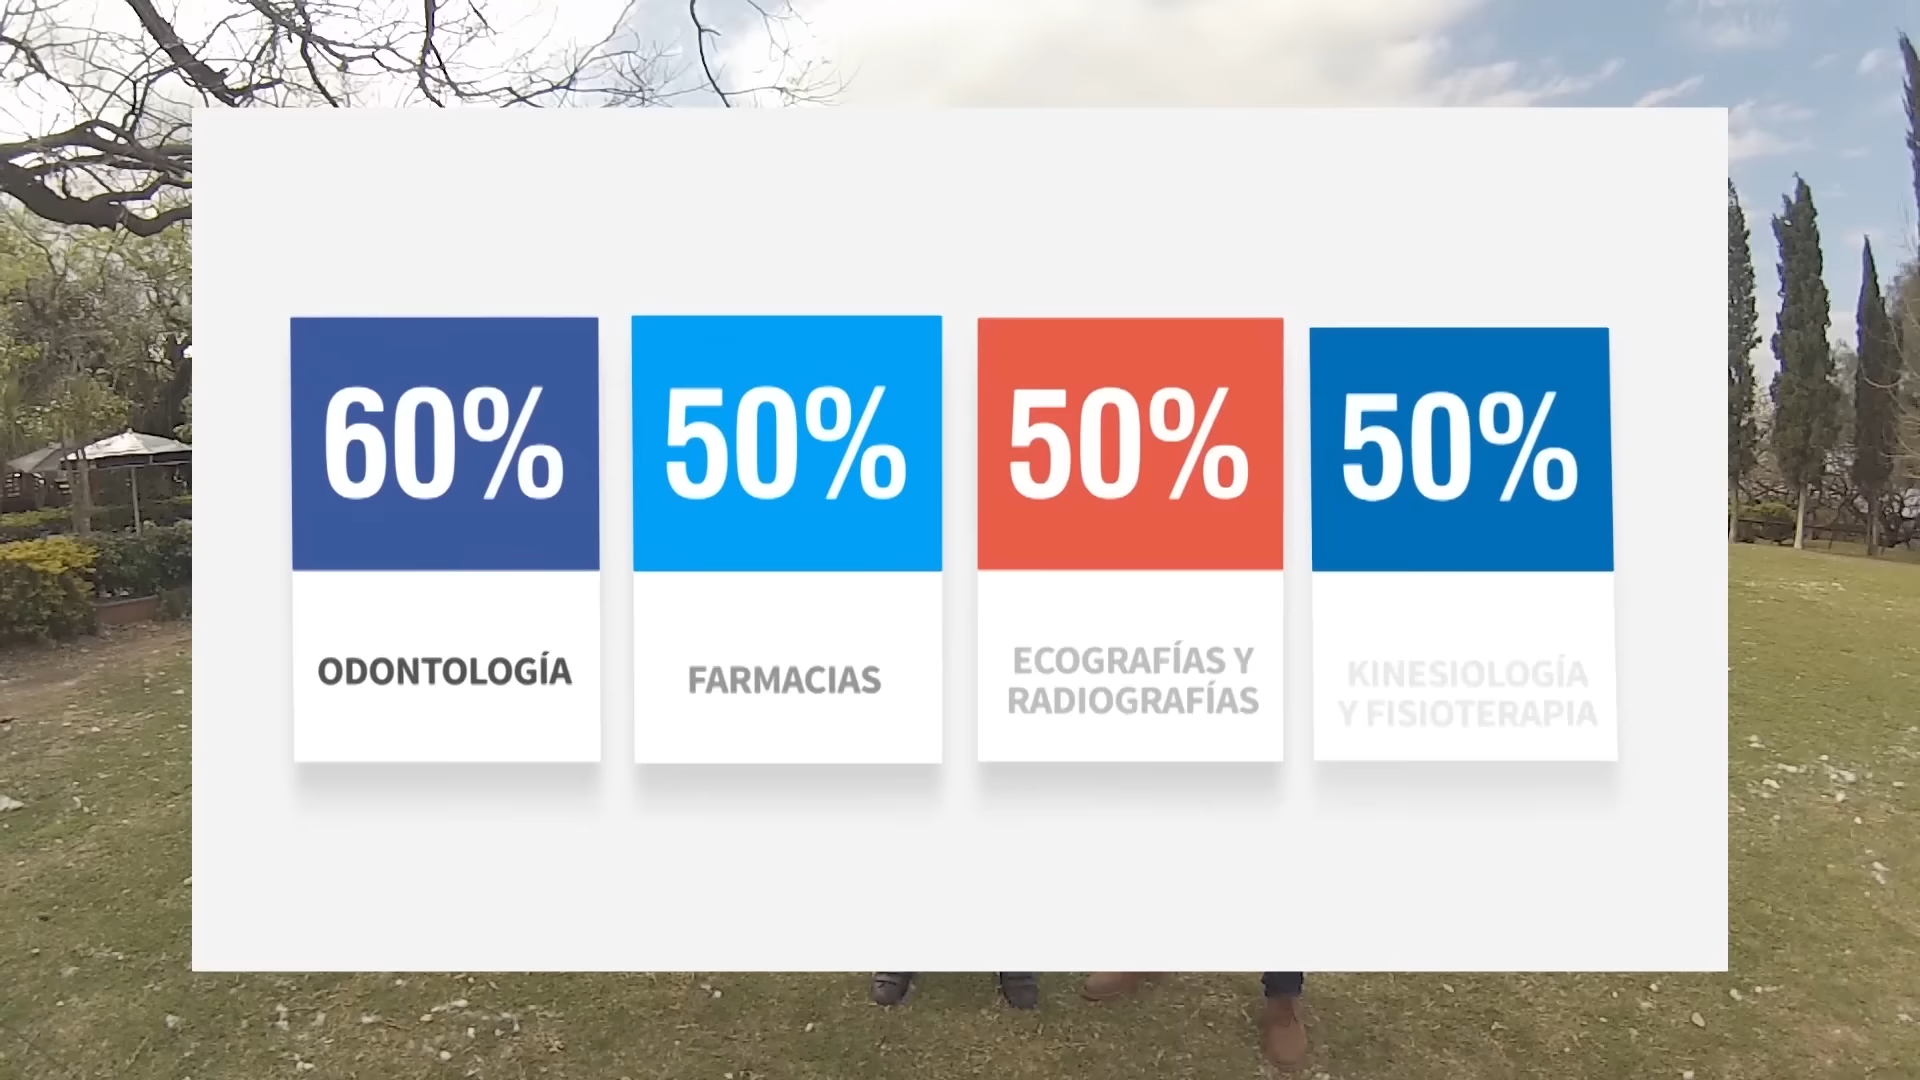 60%
ODONTOLOGÍA
50%
FARMACIAS
50%
ECOGRAFÍAS Y
RADIOGRAFÍAS
50%
KINESIOLOGÍA
Y FISIOTERAPIA